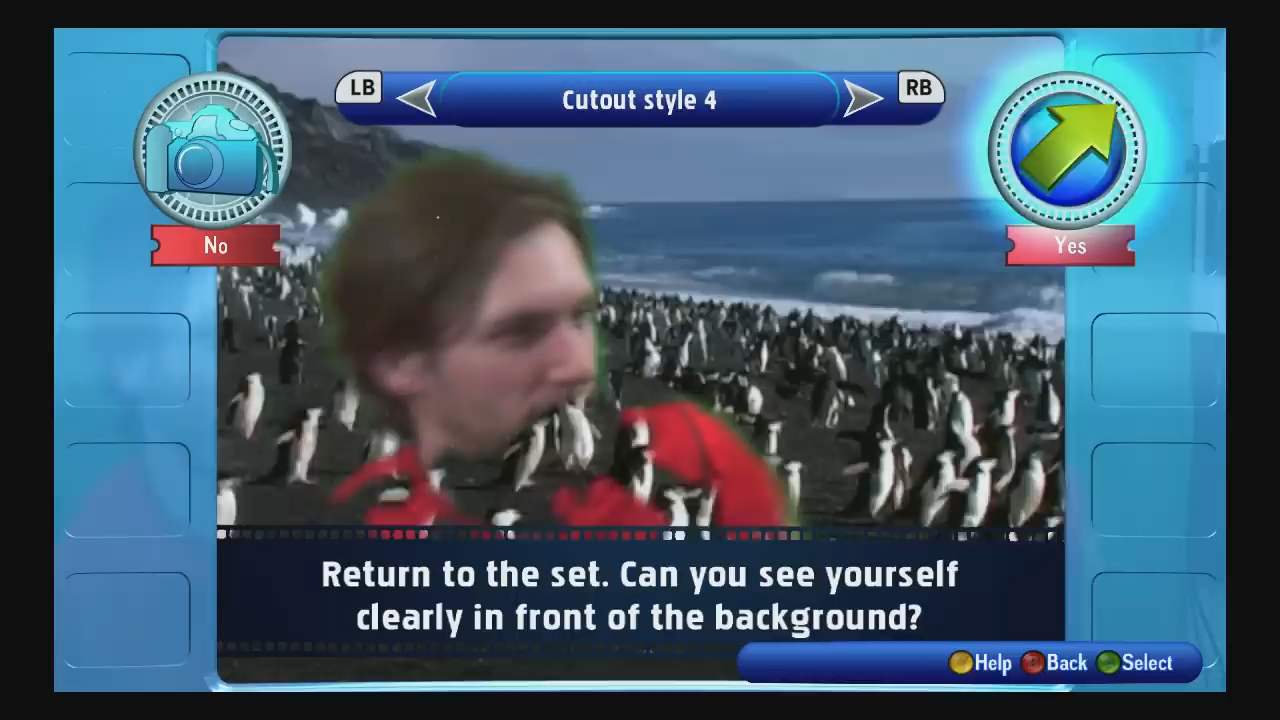 LB
Cutout style 4
RB
No
Yes
Return to the set. Can you see yourself
clearly in front of the background?
Help Back Select